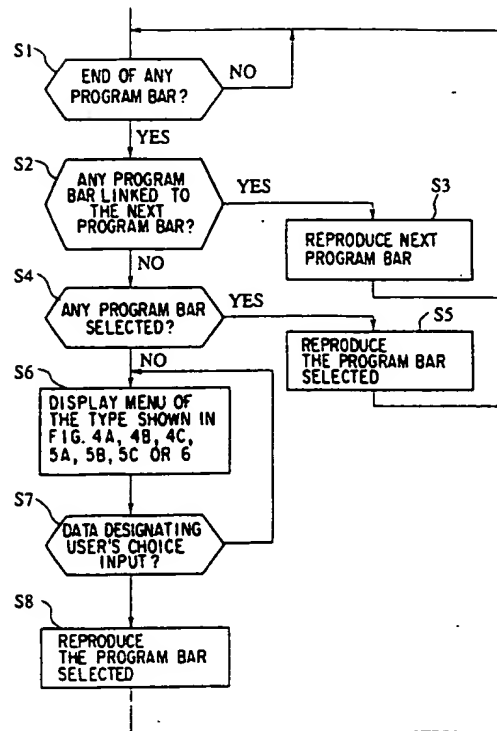 S1
END OF ANY
PROGRAM BAR?
NO
YES
S2
ANY PROGRAM
BAR LINKED TO
THE NEXT
PROGRAM BAR?
YES
S3
REPRODUCE NEXT
PROGRAM BAR
NO
S4
ANY PROGRAM BAR
SELECTED?
YES
S5
REPRODUCE
THE PROGRAM BAR
SELECTED
NO
S6
DISPLAY MENU OF
THE TYPE SHOWN IN
FIG. 4A, 4B, 4C,
5A, 5B, 5C OR 6
S7
DATA DESIGNATING
USER'S CHOICE
INPUT?
S8
REPRODUCE
THE PROGRAM BAR
SELECTED